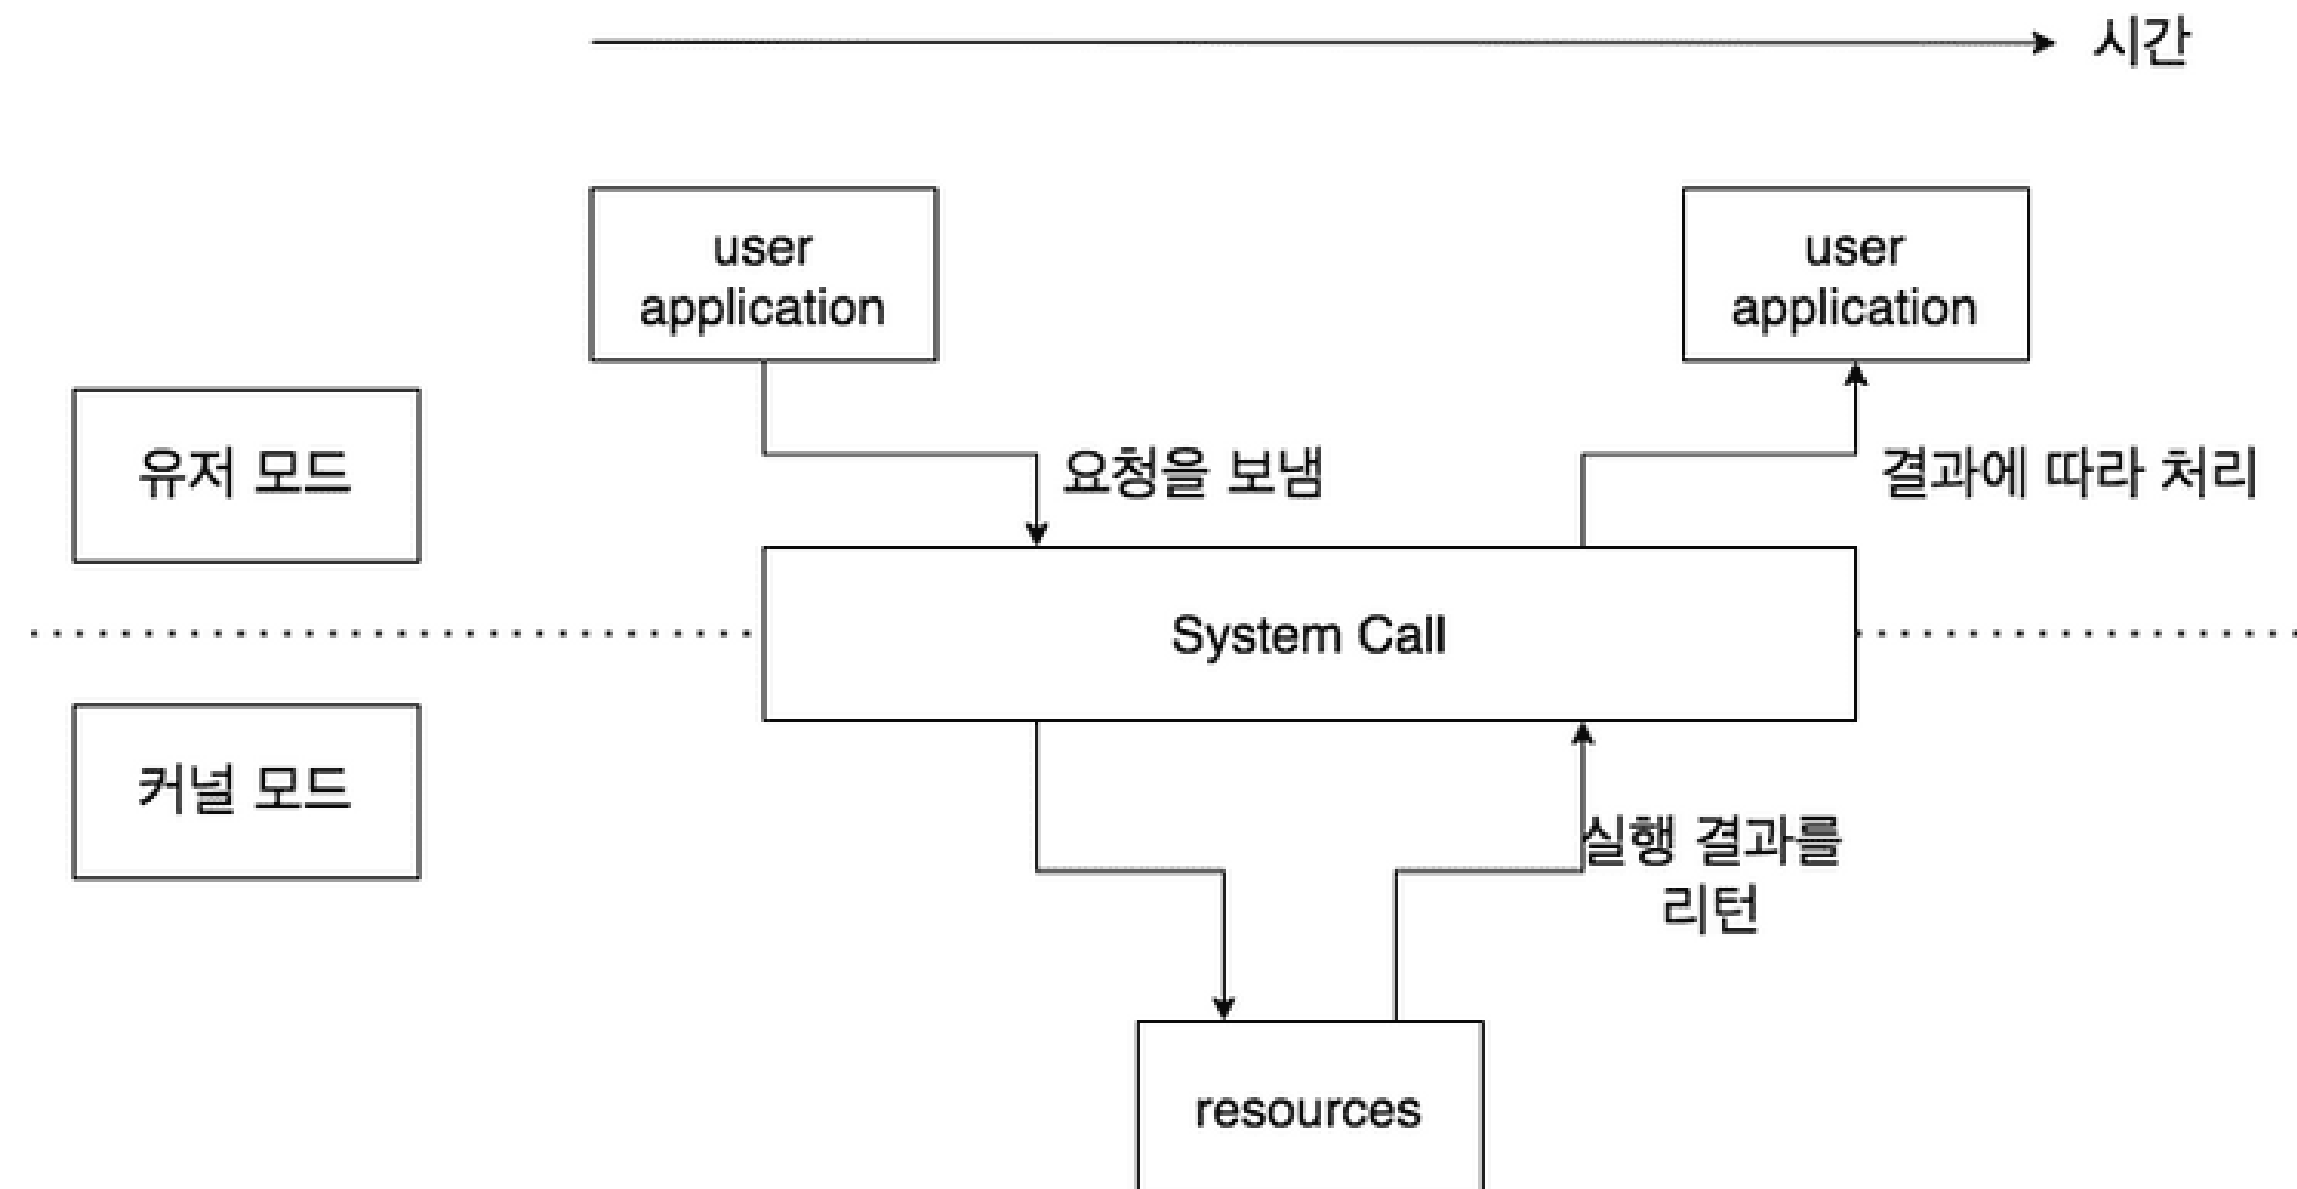 시간
user
application
user
application
유저 모드
요청을 보냄
결과에 따라 처리
System Call
커널 모드
실행 결과를
리턴
resources